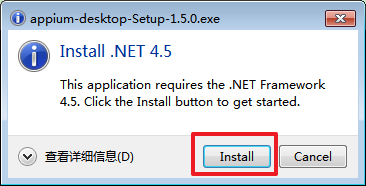 appium-desktop-Setup-1.5.0.exe
Install .NET 4.5
This application requires the .NET Framework
4.5. Click the Install button to get started.
查看详细信息(D)
Install
Cancel